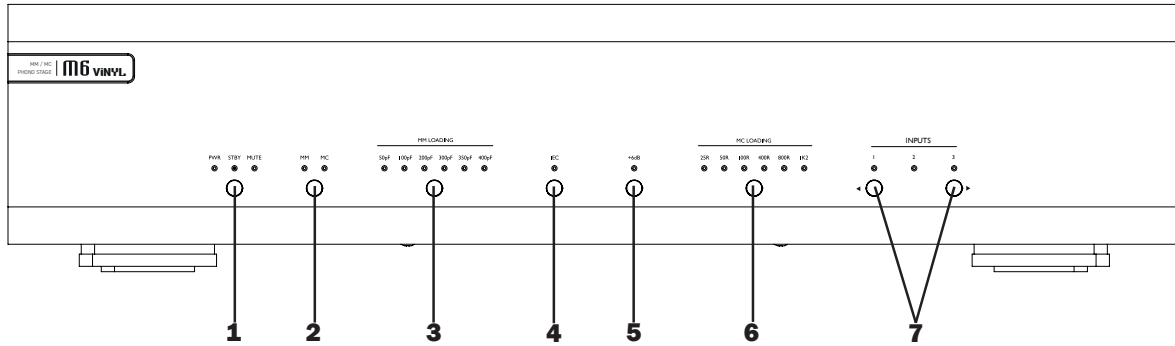 MM / MC
PHONO STAGE
M6 ViNYL
MM LOADING
MC LOADING
INPUTS
PWR STBY MUTE
MM MC
50pF 100pF 200pF 300pF 350pF 400pF
IEC
+6dB
25R 50R 100R 400R 800R 1K2
1 2 3
1 2 3 4 5 6 7